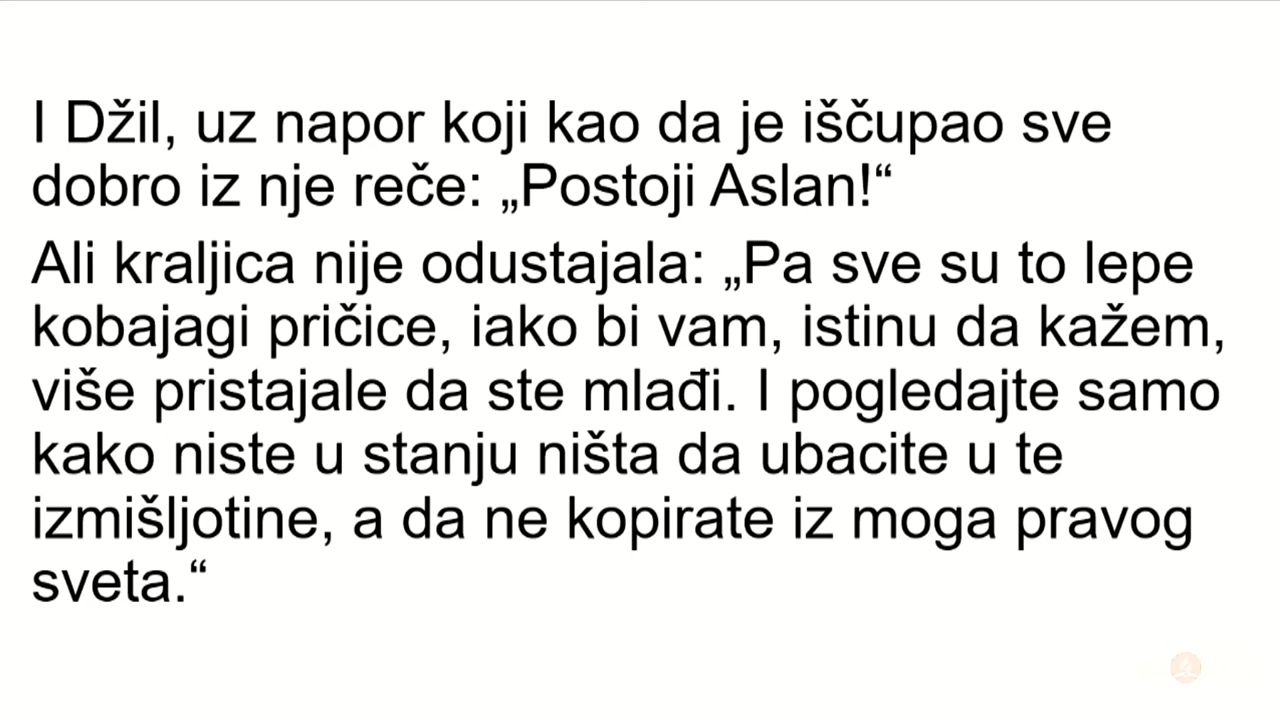 I Džil, uz napor koji kao da je iščupao sve
dobro iz nje reče: „Postoji Aslan!“
Ali kraljica nije odustajala: „Pa sve su to lepe
kobajagi pričice, iako bi vam, istinu da kažem,
više pristajale da ste mlađi. I pogledajte samo
kako niste u stanju ništa da ubacite u te
izmišljotine, a da ne kopirate iz moga pravog
sveta.“